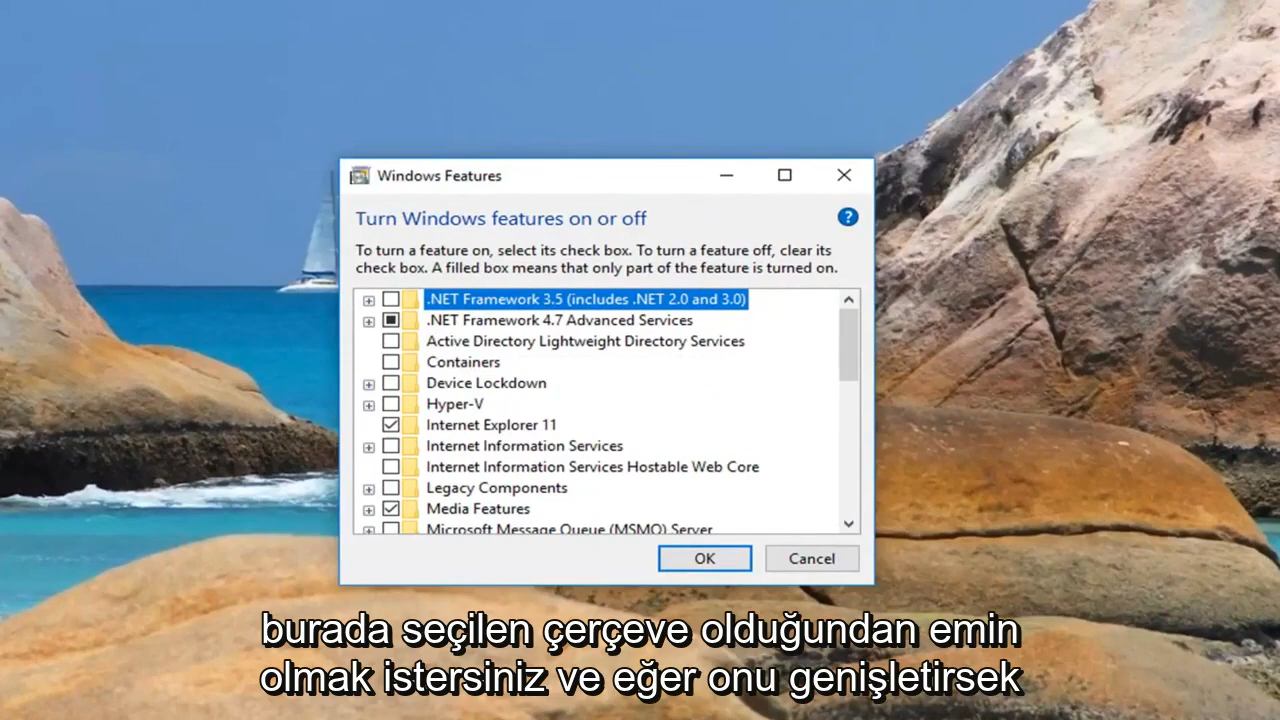 Windows Features
Turn Windows features on or off
To turn a feature on, select its check box. To turn a feature off, clear its
check box. A filled box means that only part of the feature is turned on.
.NET Framework 3.5 (includes .NET 2.0 and 3.0)
.NET Framework 4.7 Advanced Services
Active Directory Lightweight Directory Services
Containers
Device Lockdown
Hyper-V
Internet Explorer 11
Internet Information Services
Internet Information Services Hostable Web Core
Legacy Components
Media Features
Microsoft Message Queue (MSMQ) Server
OK Cancel
burada seçilen çerçeve olduğundan emin
olmak istersiniz ve eğer onu genişletirsek